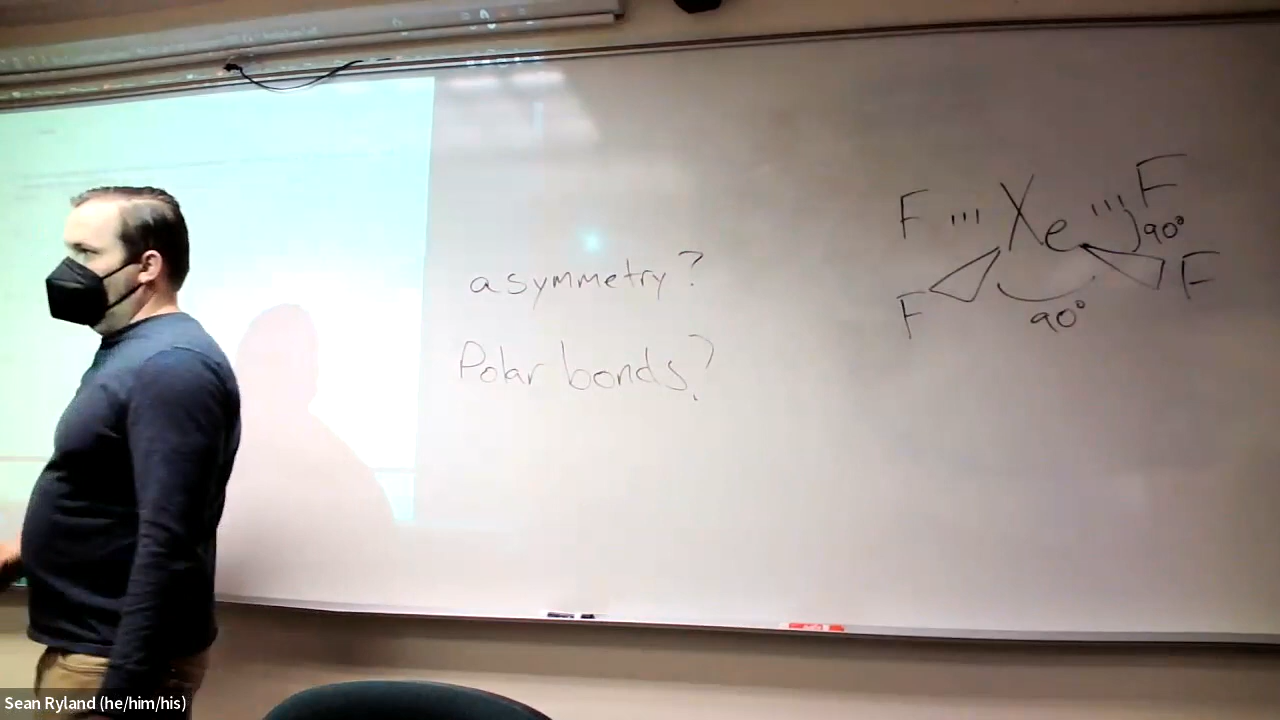 asymmetry?
Polar bonds?
F ''' Xe ''' F
90°
F F
90°
Sean Ryland (he/him/his)